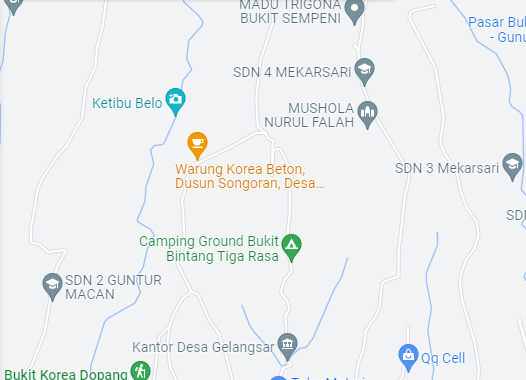 MADU TRIGONA
BUKIT SEMPENI
Pasar Buk
- Gunu
SDN 4 MEKARSARI
Ketibu Belo
MUSHOLA
NURUL FALAH
Warung Korea Beton,
Dusun Songoran, Desa...
SDN 3 Mekarsari
SDN
Camping Ground Bukit
Bintang Tiga Rasa
SDN 2 GUNTUR
MACAN
Kantor Desa Gelangsar
Qq Cell
Bukit Korea Dopang